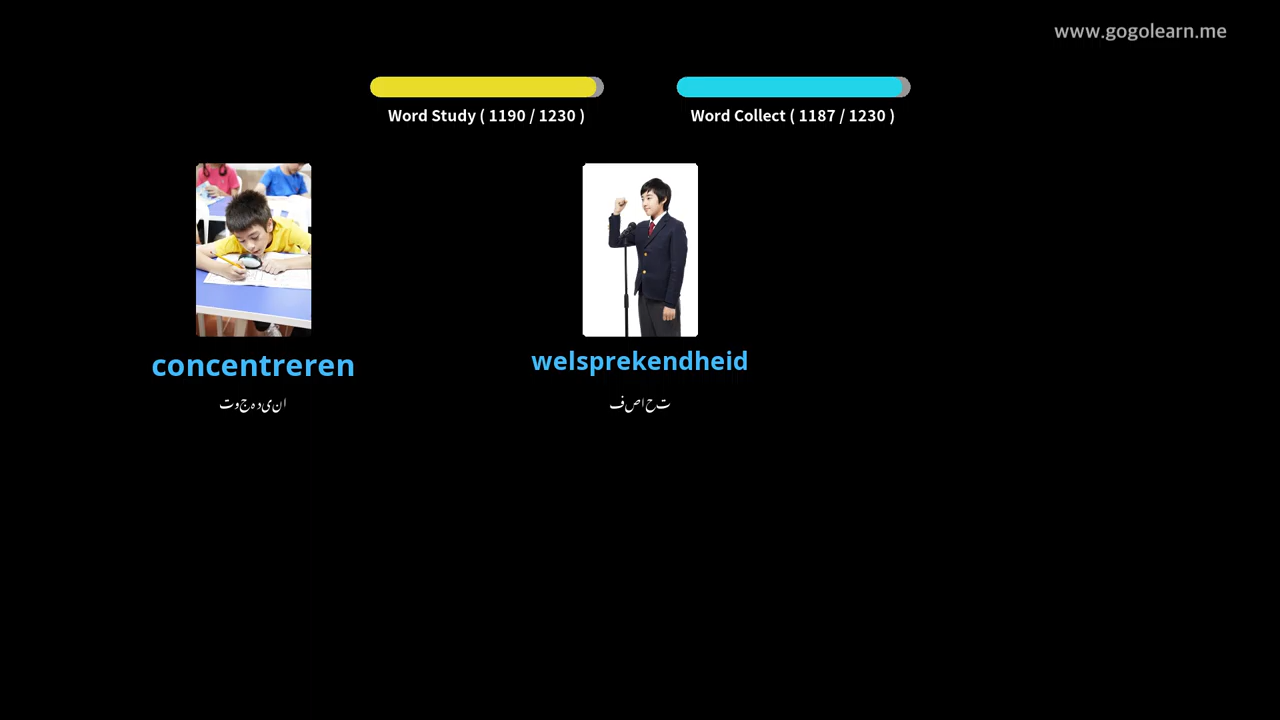 www.gogolearn.me
Word Study ( 1190 / 1230 )
Word Collect ( 1187 / 1230 )
concentreren
welsprekendheid
توجہ دینا
فصاحت